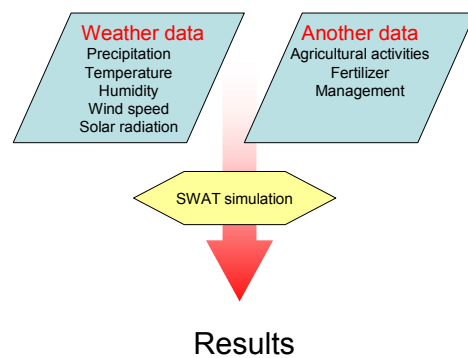 Weather data
Precipitation
Temperature
Humidity
Wind speed
Solar radiation
Another data
Agricultural activities
Fertilizer
Management
SWAT simulation
Results